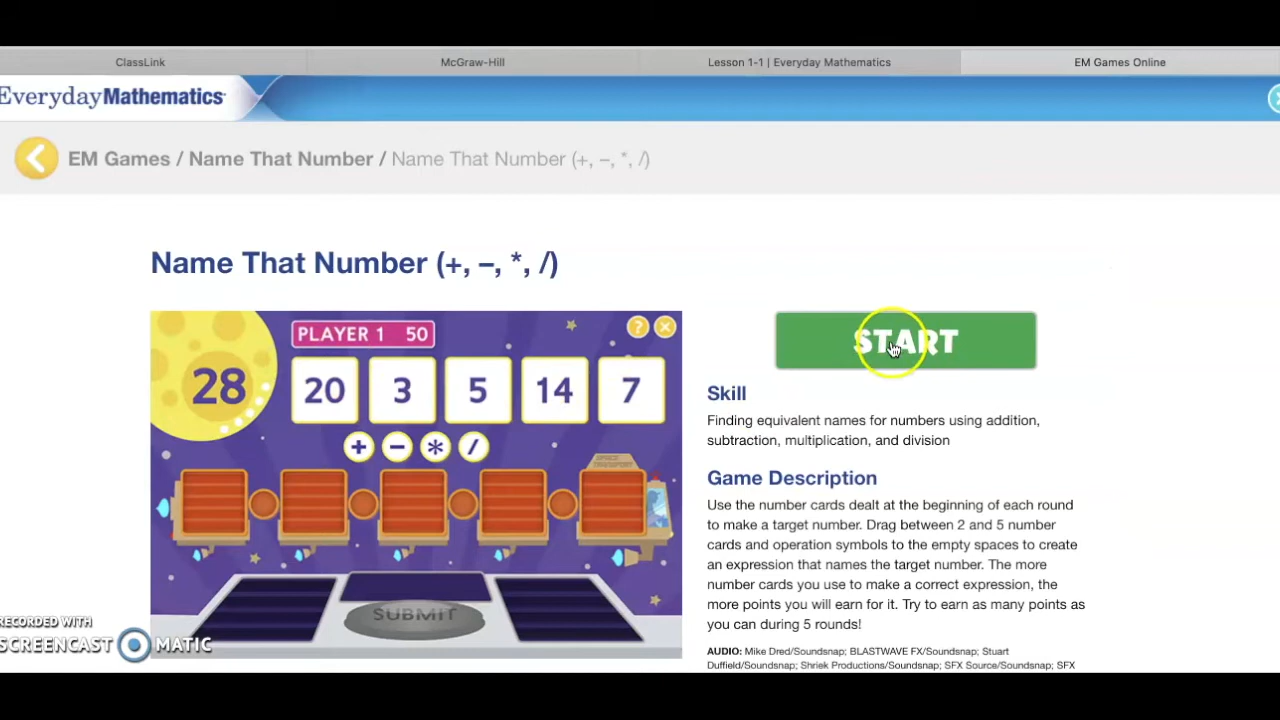 ClassLink
McGraw-Hill
Lesson 1-1 | Everyday Mathematics
EM Games Online
EverydayMathematics
EM Games / Name That Number / Name That Number (+, –, *, /)
Name That Number (+, –, *, /)
PLAYER 1 50
? ×
28
20 3 5 14 7
+ − * /
SPACE TRANSPORT
SUBMIT
START
Skill
Finding equivalent names for numbers using addition,
subtraction, multiplication, and division
Game Description
Use the number cards dealt at the beginning of each round
to make a target number. Drag between 2 and 5 number
cards and operation symbols to the empty spaces to create
an expression that names the target number. The more
number cards you use to make a correct expression, the
more points you will earn for it. Try to earn as many points as
you can during 5 rounds!
AUDIO: Mike Dred/Soundsnap; BLASTWAVE FX/Soundsnap; Stuart
Duffield/Soundsnap; Shriek Productions/Soundsnap; SFX Source/Soundsnap; SFX
RECORDED WITH
SCREENCAST MATIC